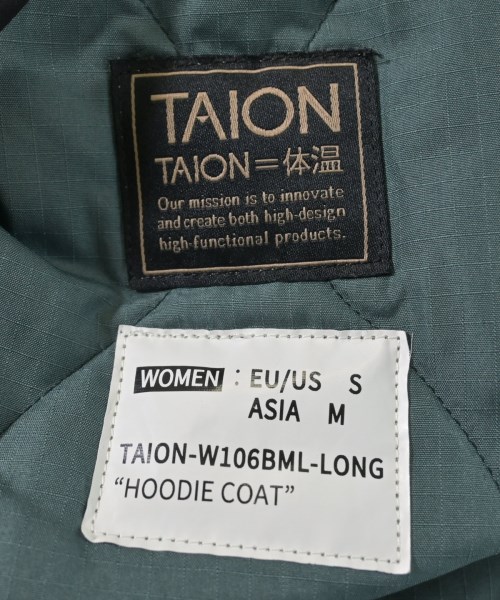 TAION
TAION=体温
Our mission is to innovate
and create both high-design
high-functional products.
WOMEN : EU/US S
ASIA M
TAION-W106BML-LONG
“HOODIE COAT”